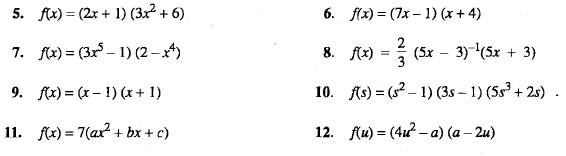 5. f(x) = (2x + 1) (3x² + 6)
6. f(x) = (7x – 1) (x + 4)
7. f(x) = (3x⁵ – 1) (2 – x⁴)
8. f(x) = 2/3 (5x – 3)⁻¹(5x + 3)
9. f(x) = (x – 1) (x + 1)
10. f(s) = (s² – 1) (3s – 1) (5s³ + 2s) .
11. f(x) = 7(ax² + bx + c)
12. f(u) = (4u² – a) (a – 2u)